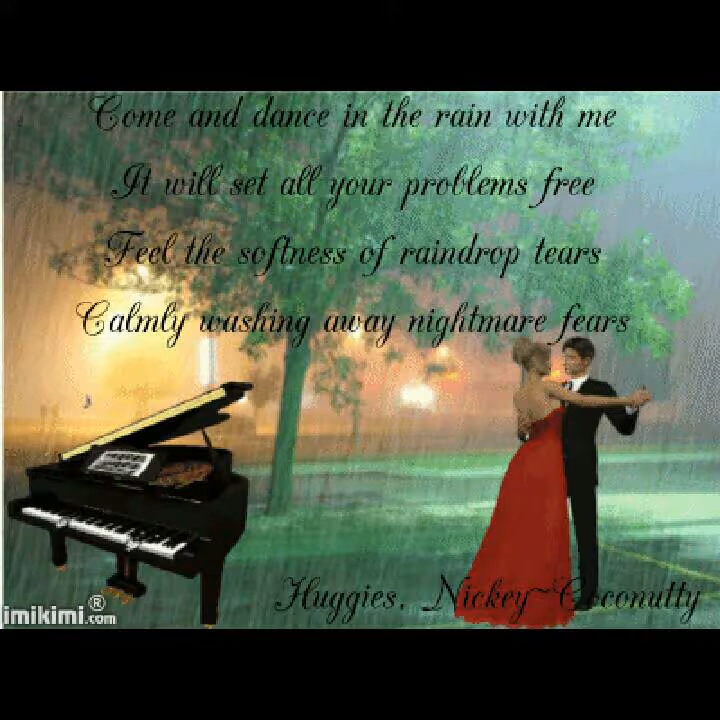 Come and dance in the rain with me
It will set all your problems free
Feel the softness of raindrop tears
Calmly washing away nightmare fears
Huggies, Nickey~Coconutty
imikimi.com®